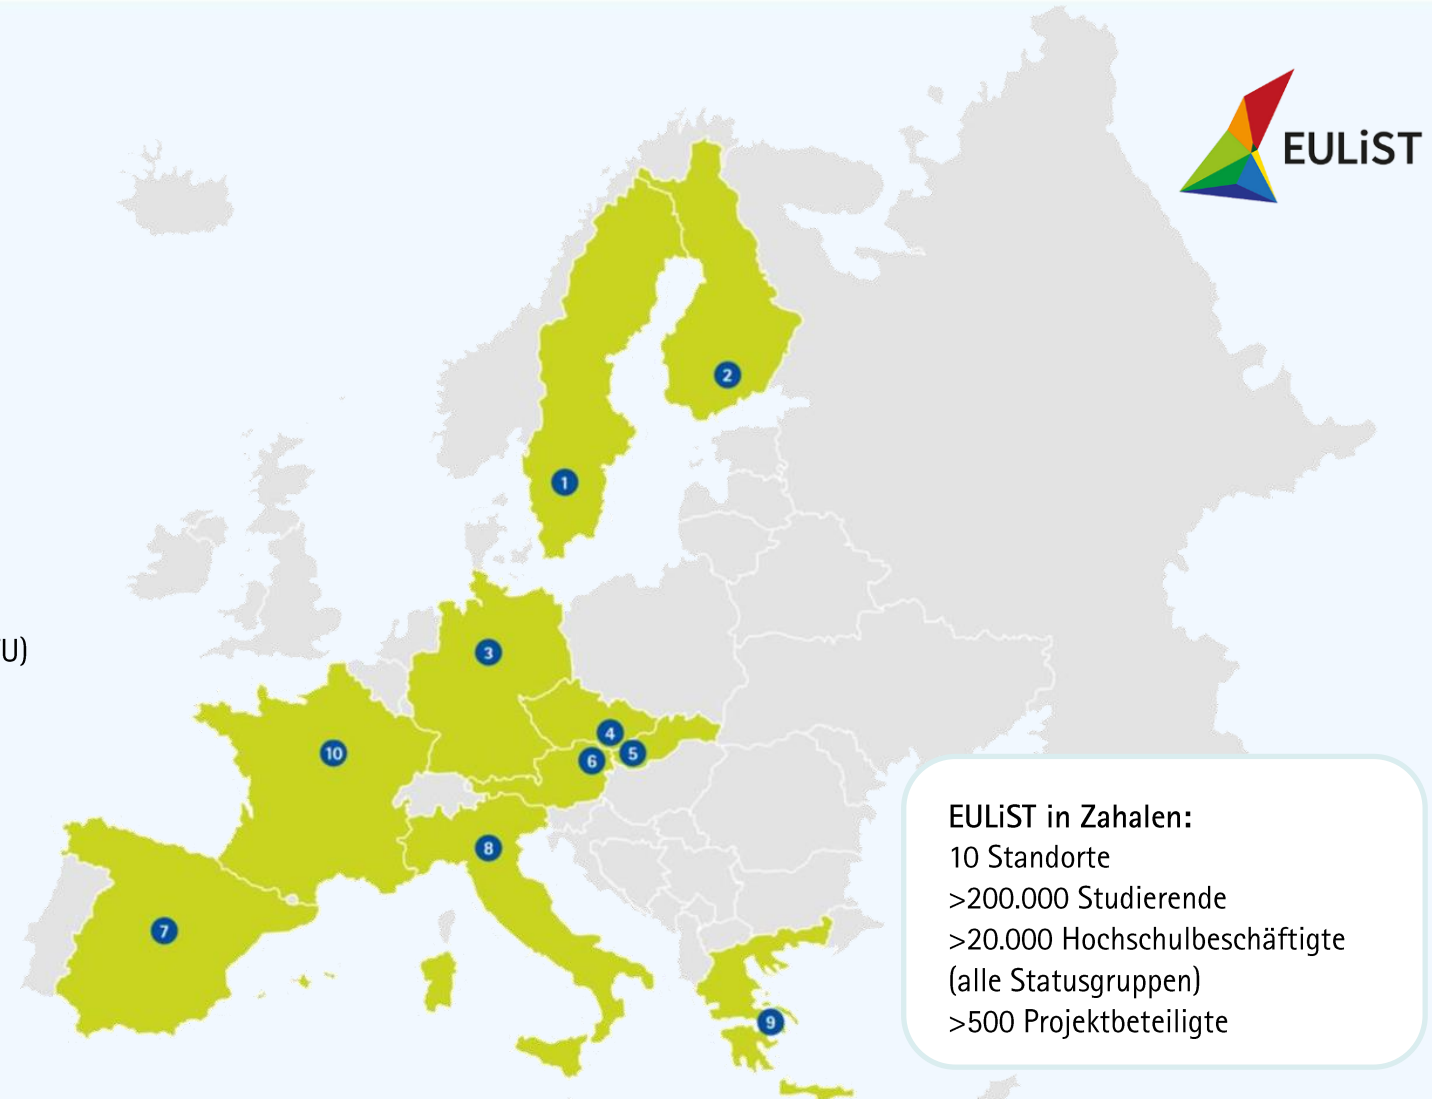 EULiST
2
1
U)
3
4
5
6
10
8
7
9
EULiST in Zahalen:
10 Standorte
>200.000 Studierende
>20.000 Hochschulbeschäftigte
(alle Statusgruppen)
>500 Projektbeteiligte